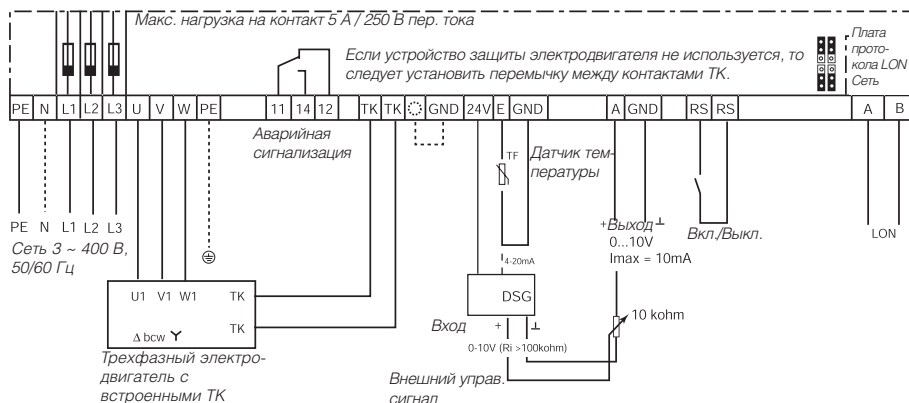 Макс. нагрузка на контакт 5 А / 250 В пер. тока
Если устройство защиты электродвигателя не используется, то
следует установить перемычку между контактами ТК.
Плата
прото-
кола LON
Сеть
PE N L1 L2 L3 U V W PE 11 14 12 TK TK GND 24V E GND A GND RS RS A B
Аварийная
сигнализация
TF
Датчик тем-
пературы
PE N L1 L2 L3
Сеть 3 ~ 400 В,
50/60 Гц
+Выход ⊥
0...10V
Imax = 10mA
Вкл./Выкл.
LON
4-20mA
U1 V1 W1 TK
TK
Δ bcw Y
DSG
Вход
+ ⊥
10 kohm
0-10V (Ri >100kohm)
Трехфазный электро-
двигатель с
встроенными ТК
Внешний управ.
сигнал